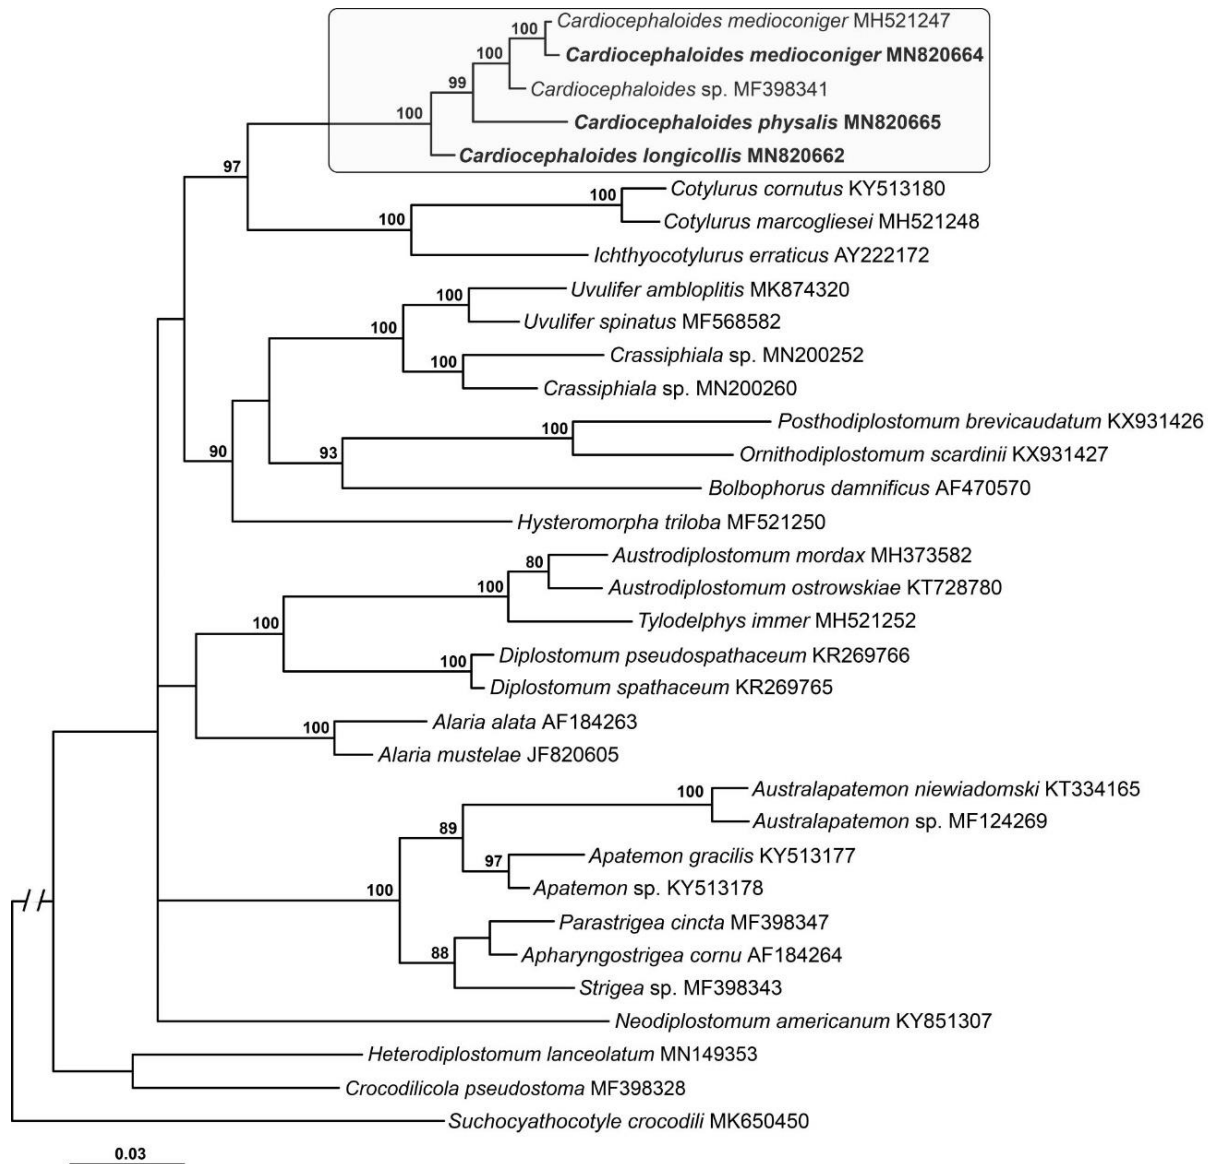 Cardiocephaloides medioconiger MH521247
100
Cardiocephaloides medioconiger MN820664
100
Cardiocephaloides sp. MF398341
99
100
Cardiocephaloides physalis MN820665
Cardiocephaloides longicollis MN820662
97
Cotylurus cornutus KY513180
100
Cotylurus marcogliesei MH521248
100
Ichthyocotylurus erraticus AY222172
Uvulifer ambloplitis MK874320
100
Uvulifer spinatus MF568582
100
Crassiphiala sp. MN200252
100
Crassiphiala sp. MN200260
Posthodiplostomum brevicaudatum KX931426
100
Ornithodiplostomum scardinii KX931427
90
93
Bolbophorus damnificus AF470570
Hysteromorpha triloba MF521250
Austrodiplostomum mordax MH373582
80
Austrodiplostomum ostrowskiae KT728780
100
Tylodelphys immer MH521252
100
Diplostomum pseudospathaceum KR269766
100
Diplostomum spathaceum KR269765
Alaria alata AF184263
100
Alaria mustelae JF820605
Australapatemon niewiadomski KT334165
100
Australapatemon sp. MF124269
89
Apatemon gracilis KY513177
97
Apatemon sp. KY513178
100
Parastrigea cincta MF398347
Apharyngostrigea cornu AF184264
88
Strigea sp. MF398343
Neodiplostomum americanum KY851307
Heterodiplostomum lanceolatum MN149353
Crocodilicola pseudostoma MF398328
Suchocyathocotyle crocodili MK650450
0.03